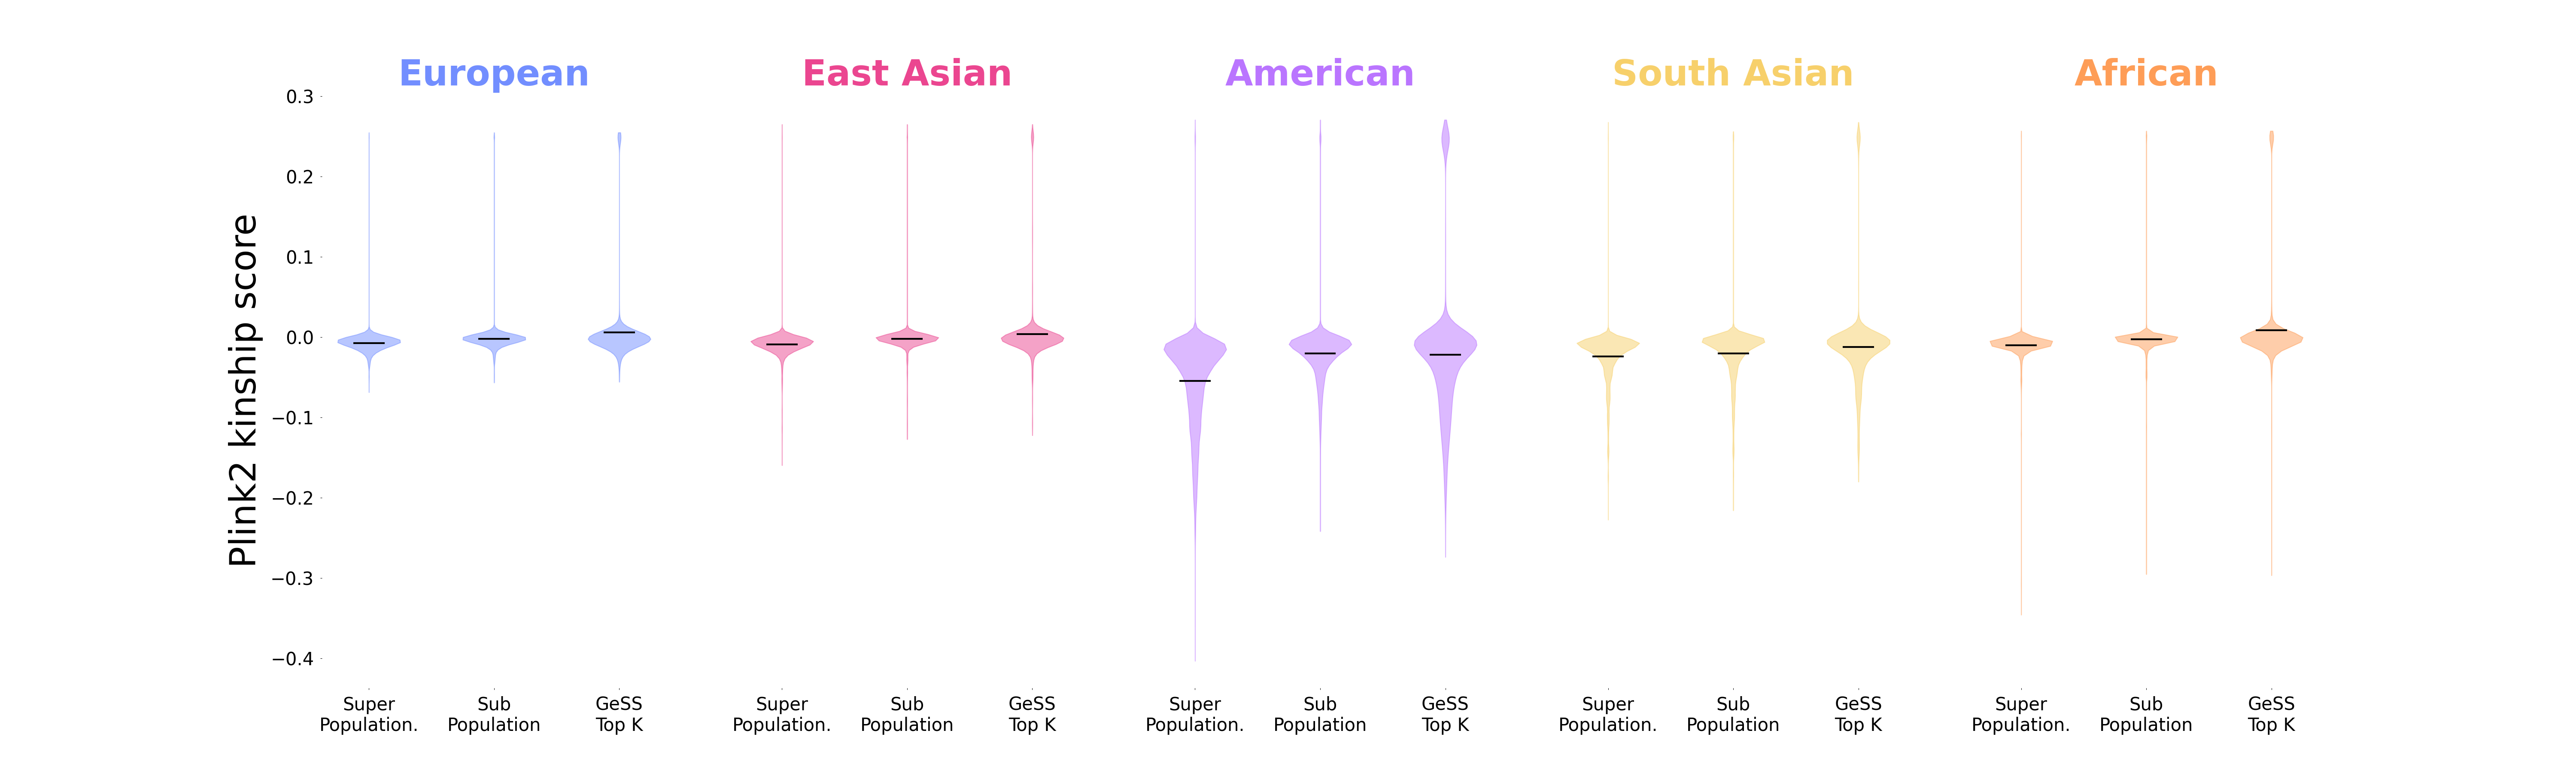 European
East Asian
American
South Asian
African
Plink2 kinship score
0.3
0.2
0.1
0.0
−0.1
−0.2
−0.3
−0.4
Super
Population.
Sub
Population
GeSS
Top K
Super
Population.
Sub
Population
GeSS
Top K
Super
Population.
Sub
Population
GeSS
Top K
Super
Population.
Sub
Population
GeSS
Top K
Super
Population.
Sub
Population
GeSS
Top K